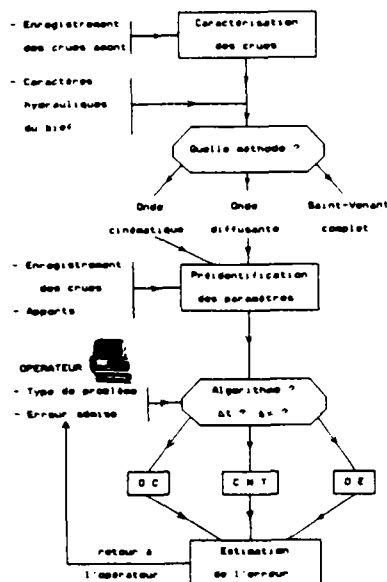 - Enregistrement
des crues amont
Caractérisation
des crues
- Caractères
hydrauliques
du bief
Quelle méthode ?
Onde
cinématique
Onde
diffusante
Saint-Venant
complet
- Enregistrement
des crues
- Apports
Préidentification
des paramètres
OPERATEUR
- Type de problème
- Erreur admise
Algorithme ?
Δt ? Δx ?
D C
C N T
D E
retour à
l'opérateur
Estimation
de l'erreur